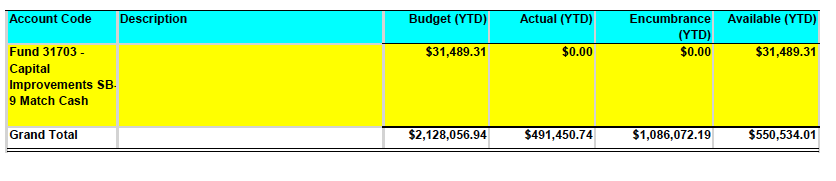 Account Code Description Budget (YTD) Actual (YTD) Encumbrance Available (YTD)
(YTD)
Fund 31703 - $31,489.31 $0.00 $0.00 $31,489.31
Capital
Improvements SB-
9 Match Cash
Grand Total $2,128,056.94 $491,450.74 $1,086,072.19 $550,534.01